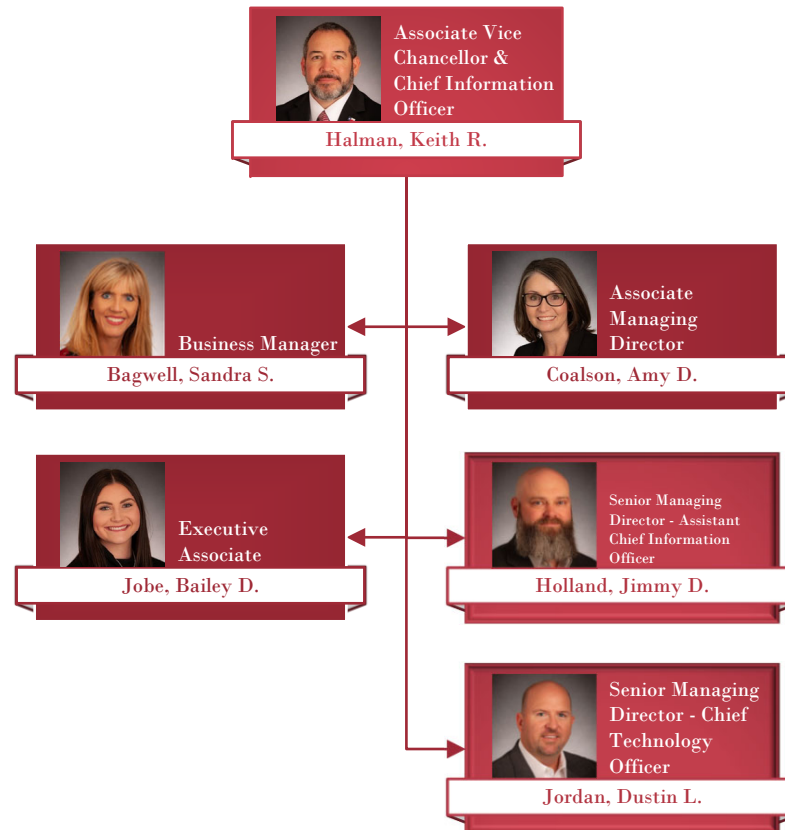 Associate Vice
Chancellor &
Chief Information
Officer
Halman, Keith R.
Business Manager
Bagwell, Sandra S.
Associate
Managing
Director
Coalson, Amy D.
Executive
Associate
Jobe, Bailey D.
Senior Managing
Director - Assistant
Chief Information
Officer
Holland, Jimmy D.
Senior Managing
Director - Chief
Technology
Officer
Jordan, Dustin L.